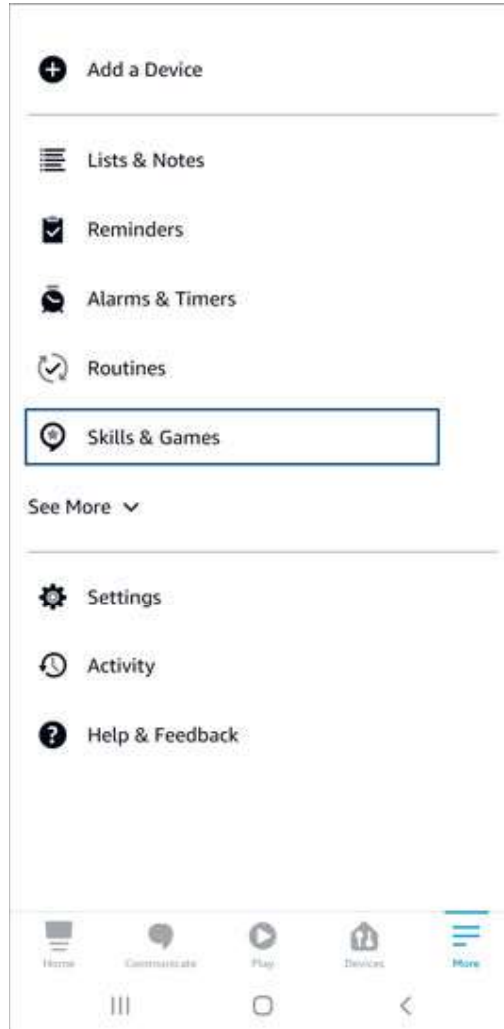 Add a Device
Lists & Notes
Reminders
Alarms & Timers
Routines
Skills & Games
See More
Settings
Activity
Help & Feedback
Home Communicate Play Devices More